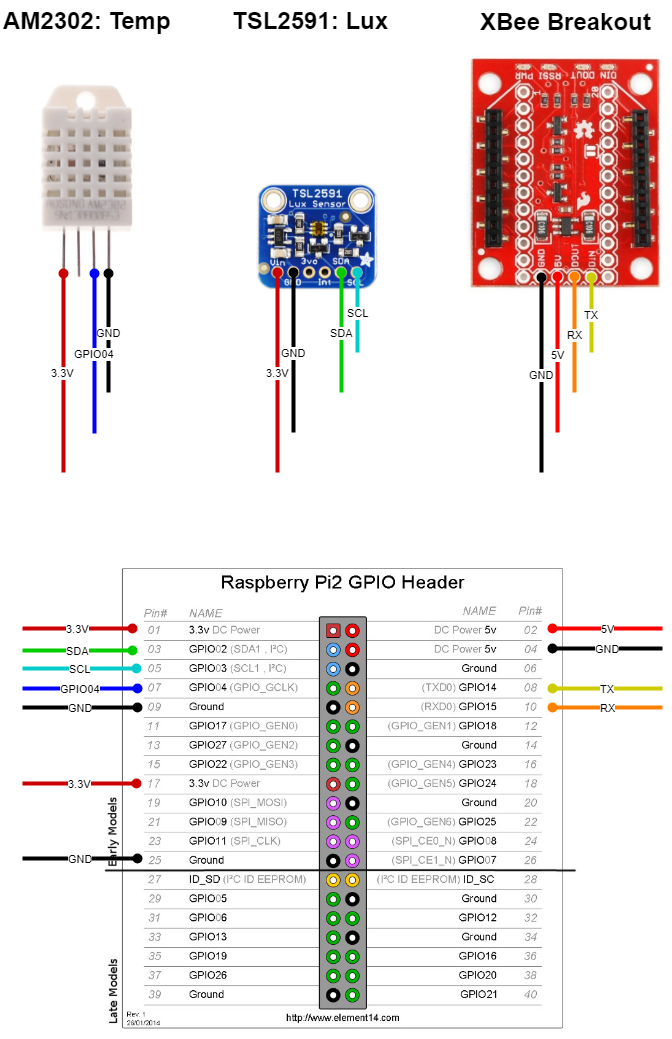 AM2302: Temp
TSL2591: Lux
XBee Breakout
PWR
RSSI
DOUT
DIN
1
20
TSL2591
Lux Sensor
Vin
3vo
SDA
GND
Int
SCL
GND
5V
DOUT
DIN
GND
GPIO04
3.3V
SCL
SDA
GND
3.3V
TX
RX
5V
GND
Raspberry Pi2 GPIO Header
Pin# NAME NAME Pin#
3.3V 01 3.3v DC Power DC Power 5v 02 5V
SDA 03 GPIO02 (SDA1 , I²C) DC Power 5v 04 GND
SCL 05 GPIO03 (SCL1 , I²C) Ground 06
GPIO04 07 GPIO04 (GPIO_GCLK) (TXD0) GPIO14 08 TX
GND 09 Ground (RXD0) GPIO15 10 RX
11 GPIO17 (GPIO_GEN0) (GPIO_GEN1) GPIO18 12
13 GPIO27 (GPIO_GEN2) Ground 14
15 GPIO22 (GPIO_GEN3) (GPIO_GEN4) GPIO23 16
3.3V 17 3.3v DC Power (GPIO_GEN5) GPIO24 18
19 GPIO10 (SPI_MOSI) Ground 20
21 GPIO09 (SPI_MISO) (GPIO_GEN6) GPIO25 22
23 GPIO11 (SPI_CLK) (SPI_CE0_N) GPIO08 24
GND 25 Ground (SPI_CE1_N) GPIO07 26
Early Models
27 ID_SD (I²C ID EEPROM) (I²C ID EEPROM) ID_SC 28
29 GPIO05 Ground 30
31 GPIO06 GPIO12 32
33 GPIO13 Ground 34
35 GPIO19 GPIO16 36
37 GPIO26 GPIO20 38
39 Ground GPIO21 40
Late Models
Rev. 1
26/01/2014
http://www.element14.com